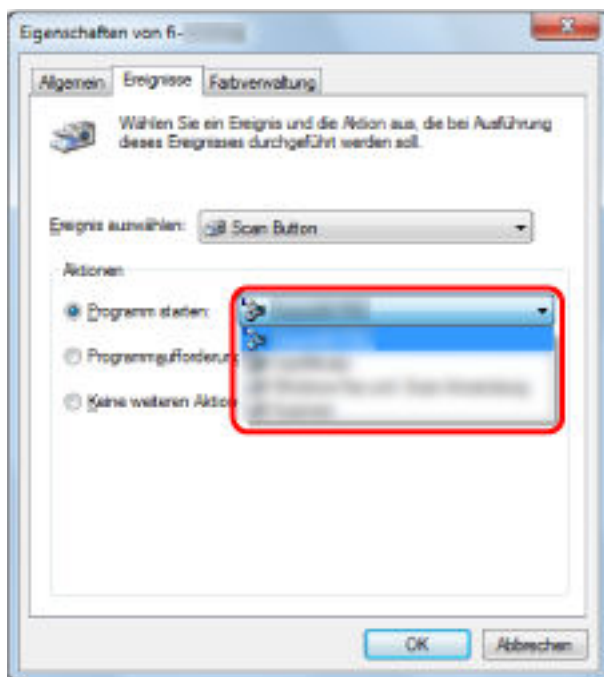 Eigenschaften von fi-
Allgemein Ereignisse Farbverwaltung
Wählen Sie ein Ereignis und die Aktion aus, die bei Ausführung
dieses Ereignisses durchgeführt werden soll.
Ereignis auswählen: Scan Button
Aktionen
Programm starten:
Programmaufforderung
Keine weiteren Aktion
OK Abbrechen